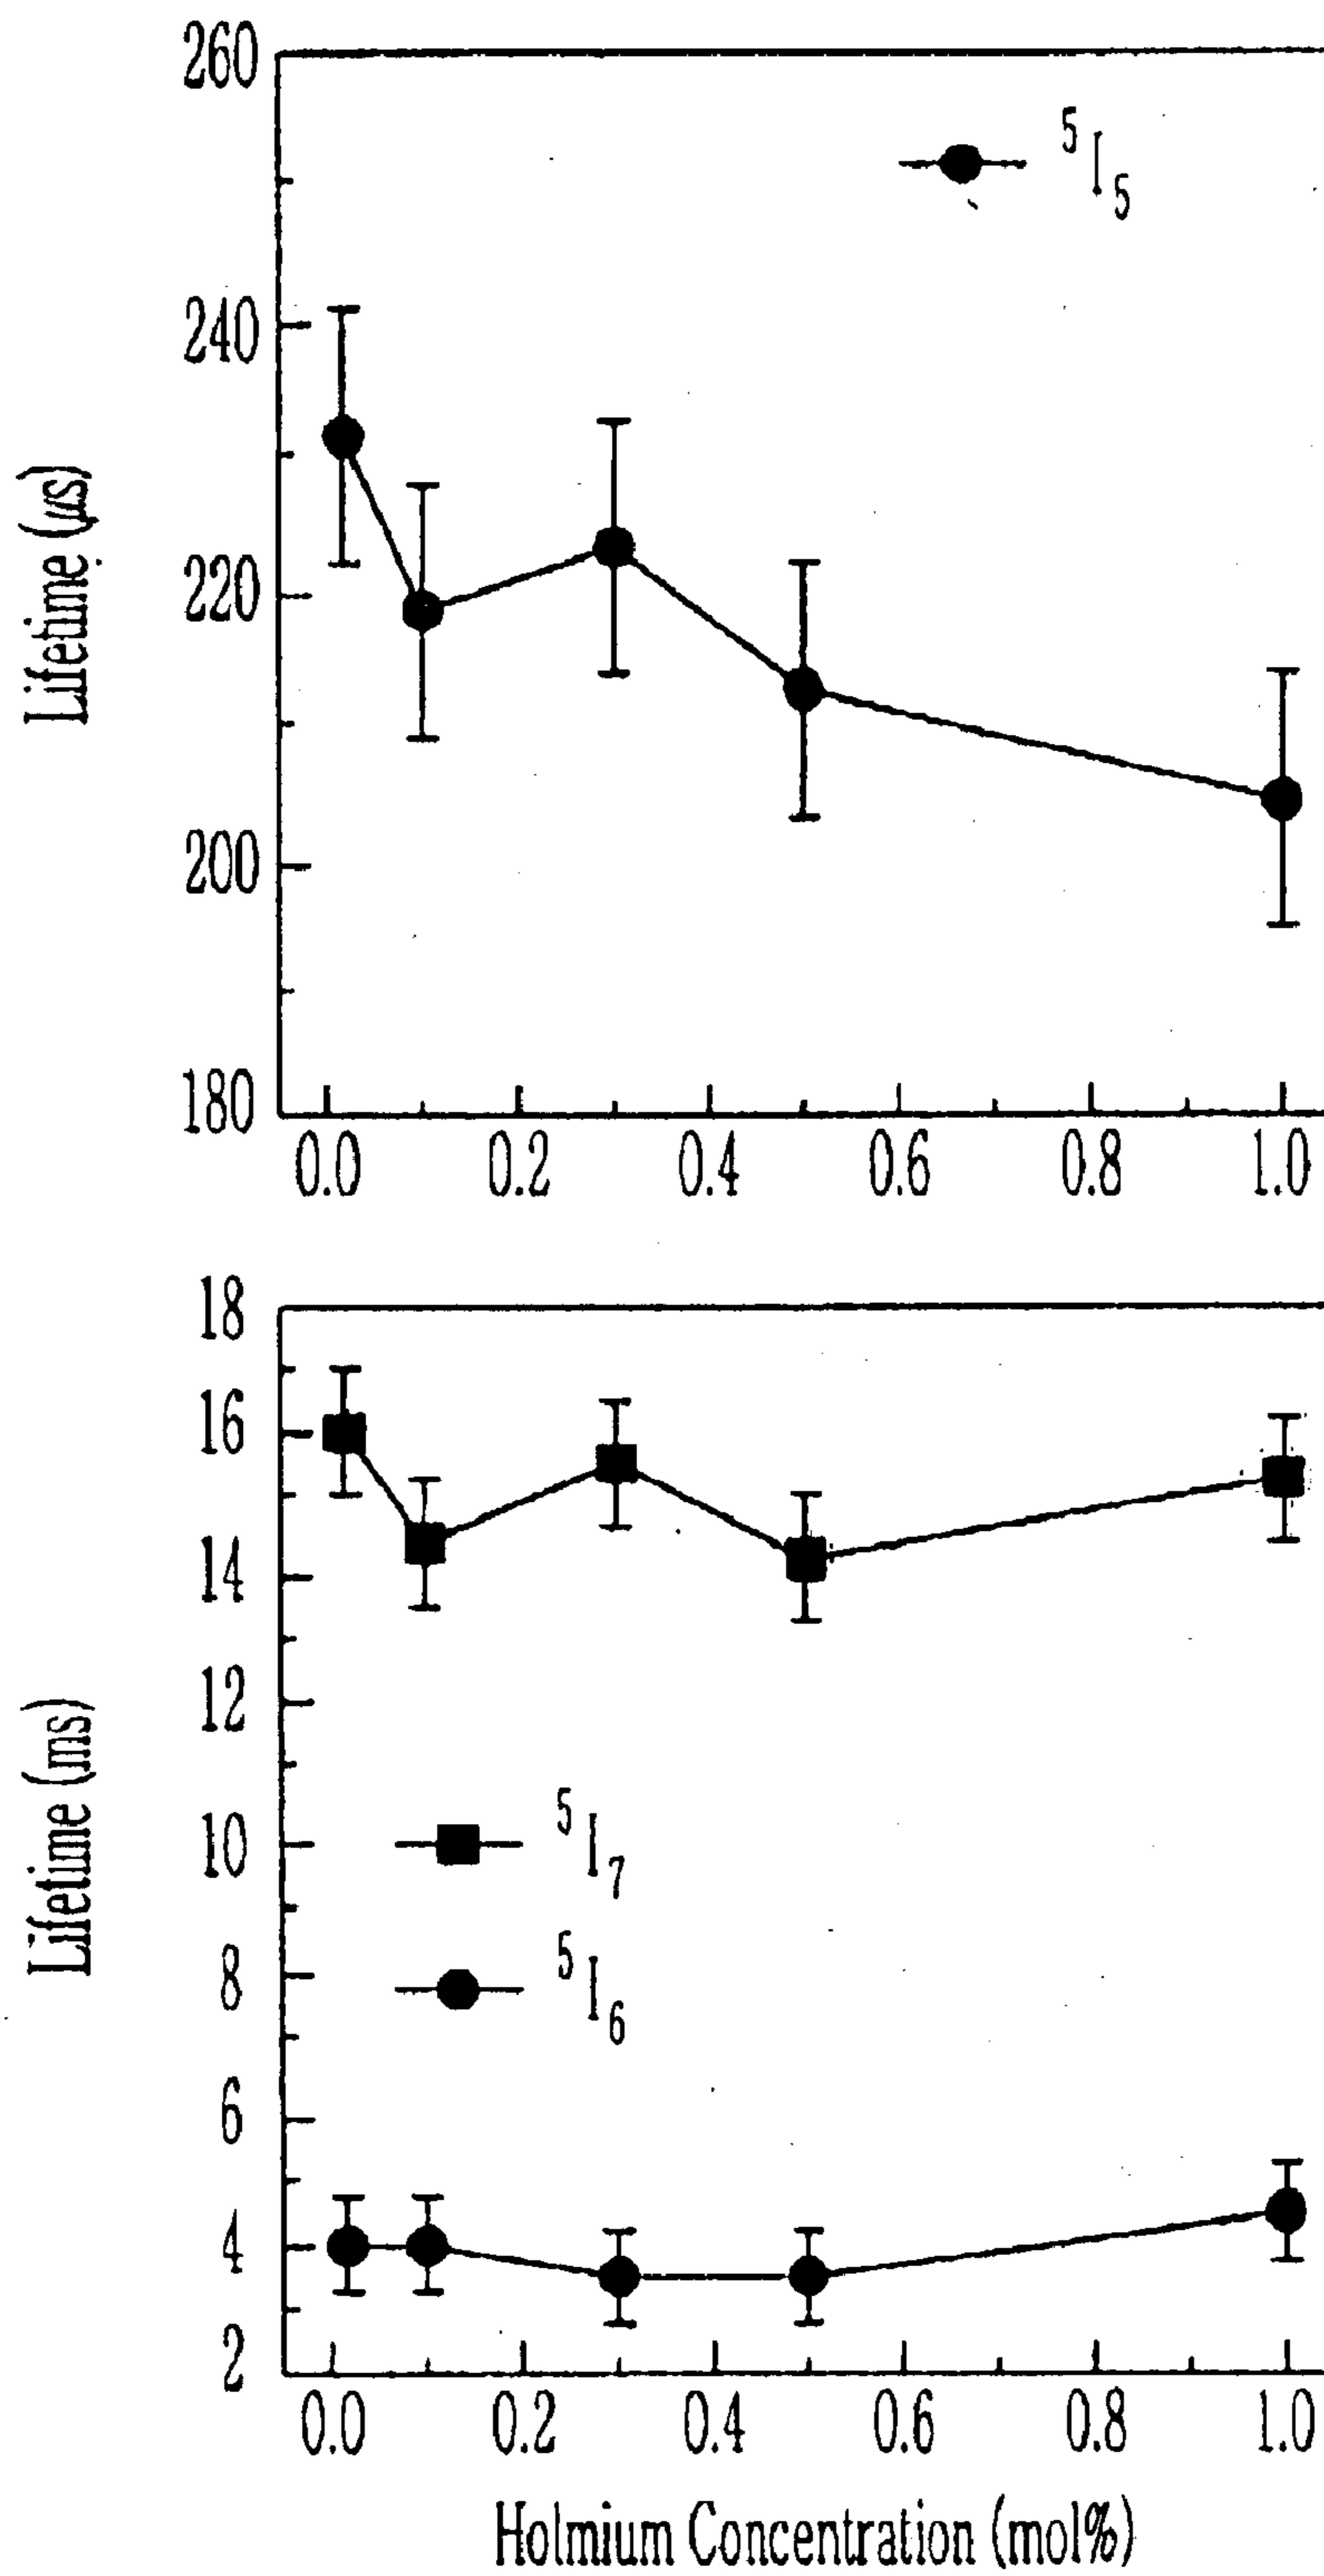 260
⁵I₅
240
Lifetime (μs)
220
200
180
0.0 0.2 0.4 0.6 0.8 1.0
18
16
14
12
Lifetime (ms)
10
⁵I₇
8
⁵I₆
6
4
2
0.0 0.2 0.4 0.6 0.8 1.0
Holmium Concentration (mol%)